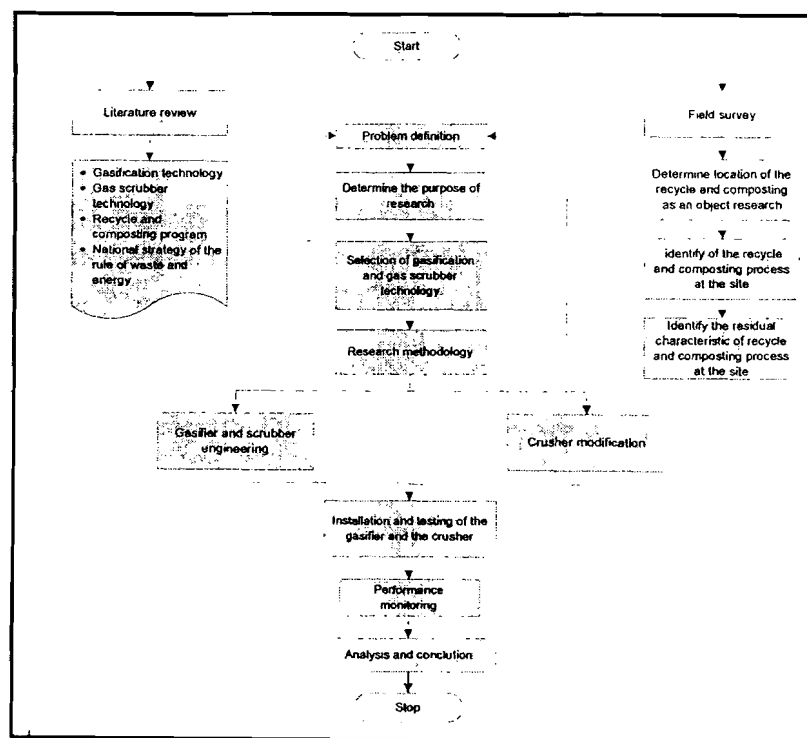 Start
Literature review
Problem definition
Field survey
• Gasification technology
• Gas scrubber
technology
• Recycle and
composting program
• National strategy of the
rule of waste and
energy
Determine the purpose of
research
Selection of gasification
and gas scrubber
technology
Research methodology
Determine location of the
recycle and composting
as an object research
identify of the recycle
and composting process
at the site
Identify the residual
characteristic of recycle
and composting process
at the site
Gasifier and scrubber
engineering
Crusher modification
Installation and testing of the
gasifier and the crusher
Performance
monitoring
Analysis and conclution
Stop